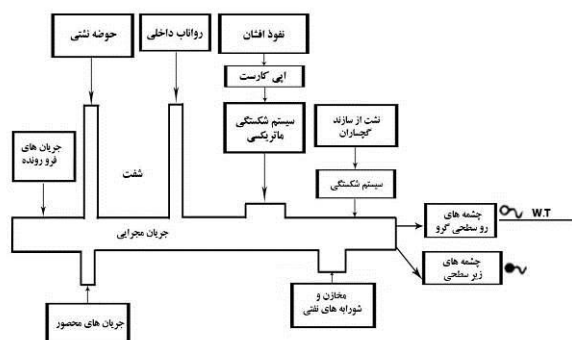 حوضه نشتی
رواناب داخلی
نفوذ افشان
اپی کارست
سیستم شکستگی
ماتریکسی
نشت از سازند
گچساران
سیستم شکستگی
جریان های
فرو رونده
شفت
جریان مجرایی
چشمه های
رو سطحی گرو
W.T
چشمه های
زیر سطحی
مخازن و
شورابه های نفتی
جریان های محصور